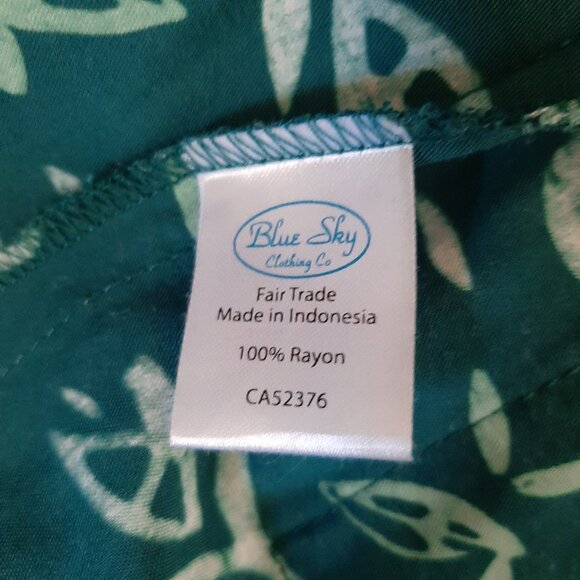 Blue Sky
Clothing Co
Fair Trade
Made in Indonesia
100% Rayon
CA52376